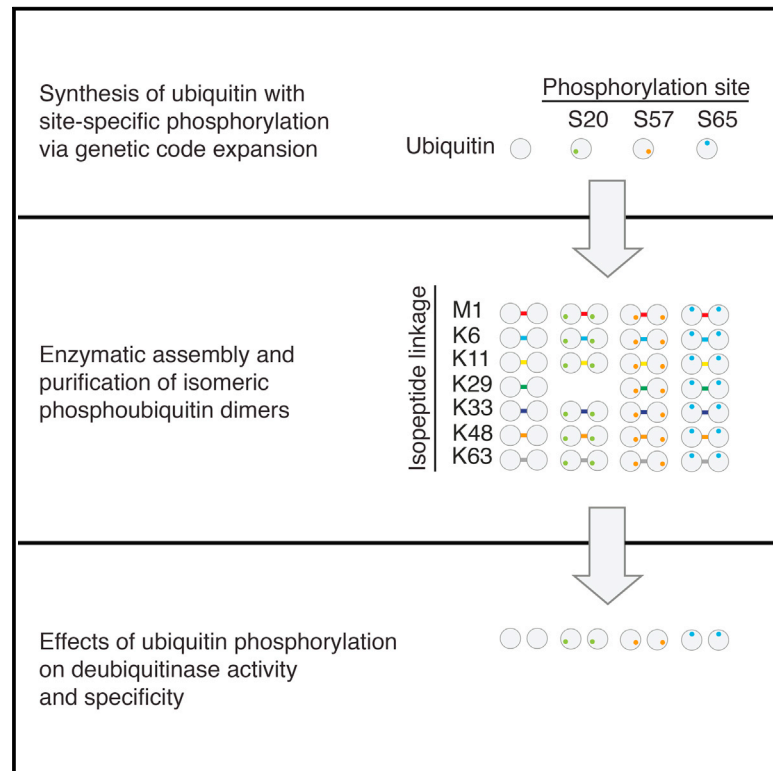 Synthesis of ubiquitin with
site-specific phosphorylation
via genetic code expansion
Phosphorylation site
S20 S57 S65
Ubiquitin
Enzymatic assembly and
purification of isomeric
phosphoubiquitin dimers
Isopeptide linkage
M1
K6
K11
K29
K33
K48
K63
Effects of ubiquitin phosphorylation
on deubiquitinase activity
and specificity